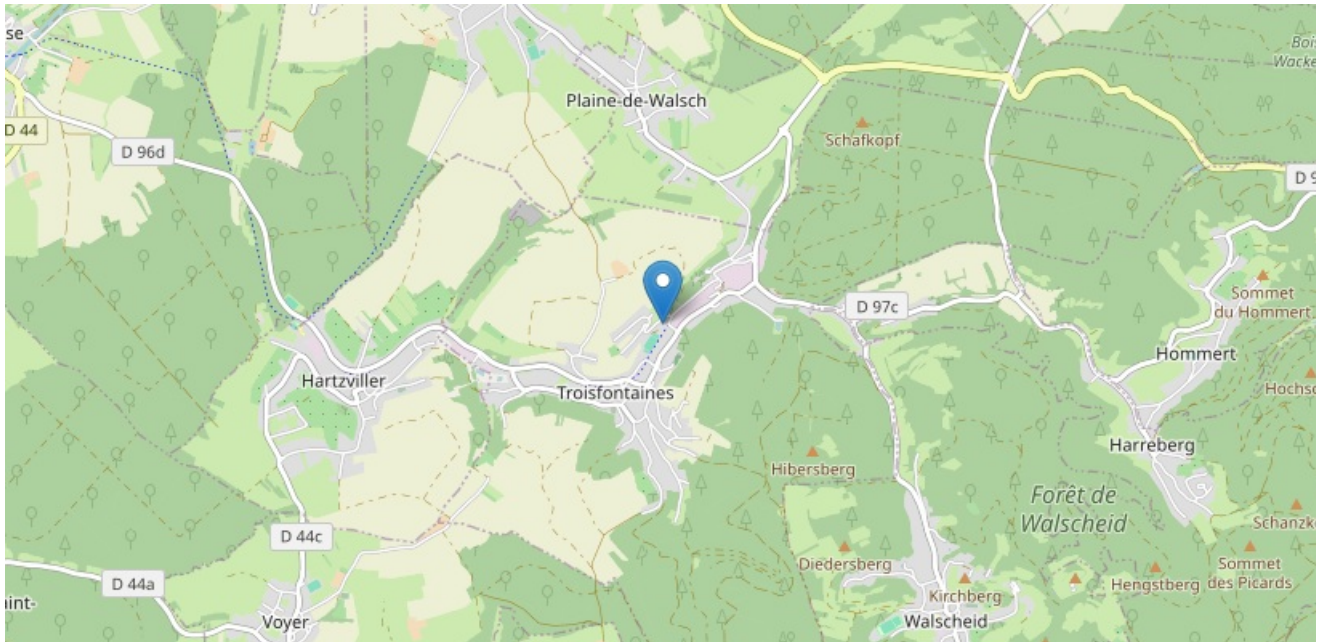 se
Plaine-de-Walsch
Bois
Wacke
D 44
D 96d
Schafkopf
D 9
Sommet
du Hommert
D 97c
Hommert
Hochs
Hartzviller
Troisfontaines
Harreberg
Hibersberg
Forêt de
Walscheid
Schanzk
D 44c
Diedersberg
Sommet
des Picards
Hengstberg
D 44a
Kirchberg
aint-
Voyer
Walscheid